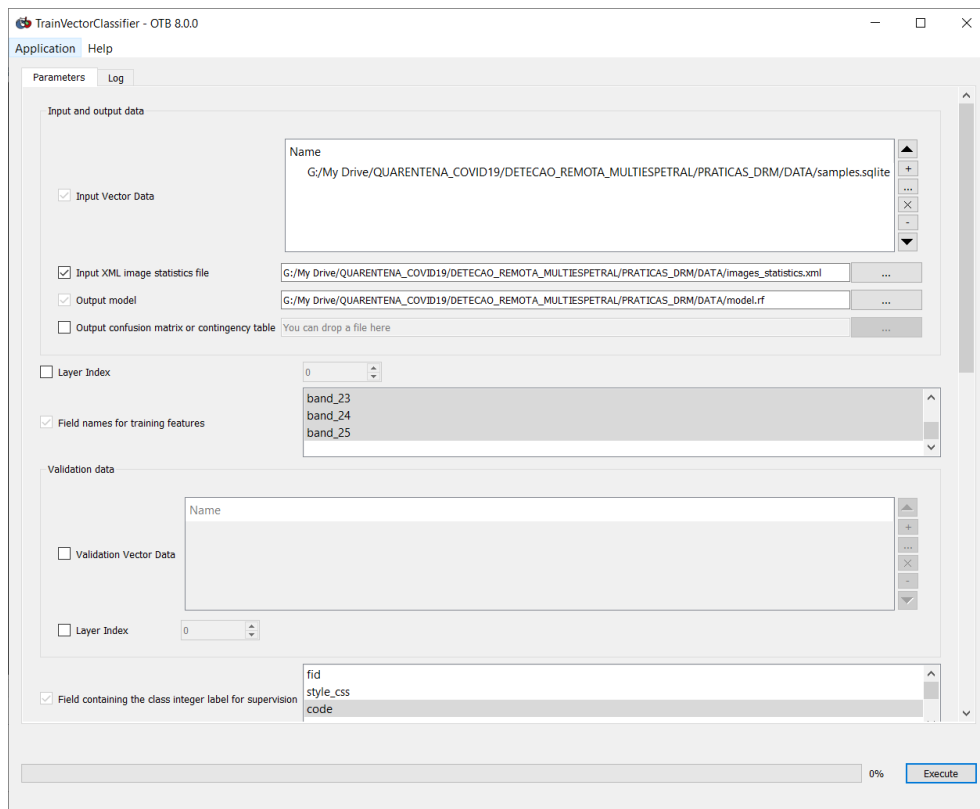 TrainVectorClassifier - OTB 8.0.0
Application Help
Parameters Log
Input and output data
Name
G:/My Drive/QUARENTENA_COVID19/DETECAO_REMOTA_MULTIESPETRAL/PRATICAS_DRM/DATA/samples.sqlite
Input Vector Data
+
...
-
Input XML image statistics file G:/My Drive/QUARENTENA_COVID19/DETECAO_REMOTA_MULTIESPETRAL/PRATICAS_DRM/DATA/images_statistics.xml ...
Output model G:/My Drive/QUARENTENA_COVID19/DETECAO_REMOTA_MULTIESPETRAL/PRATICAS_DRM/DATA/model.rf ...
Output confusion matrix or contingency table You can drop a file here ...
Layer Index 0
band_23
Field names for training features band_24
band_25
Validation data
Name
+
Validation Vector Data ...
-
Layer Index 0
fid
style_css
Field containing the class integer label for supervision code
0% Execute